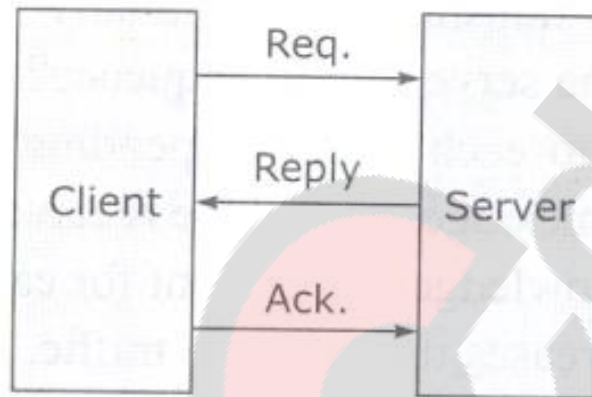 Req.
Reply
Client
Server
Ack.